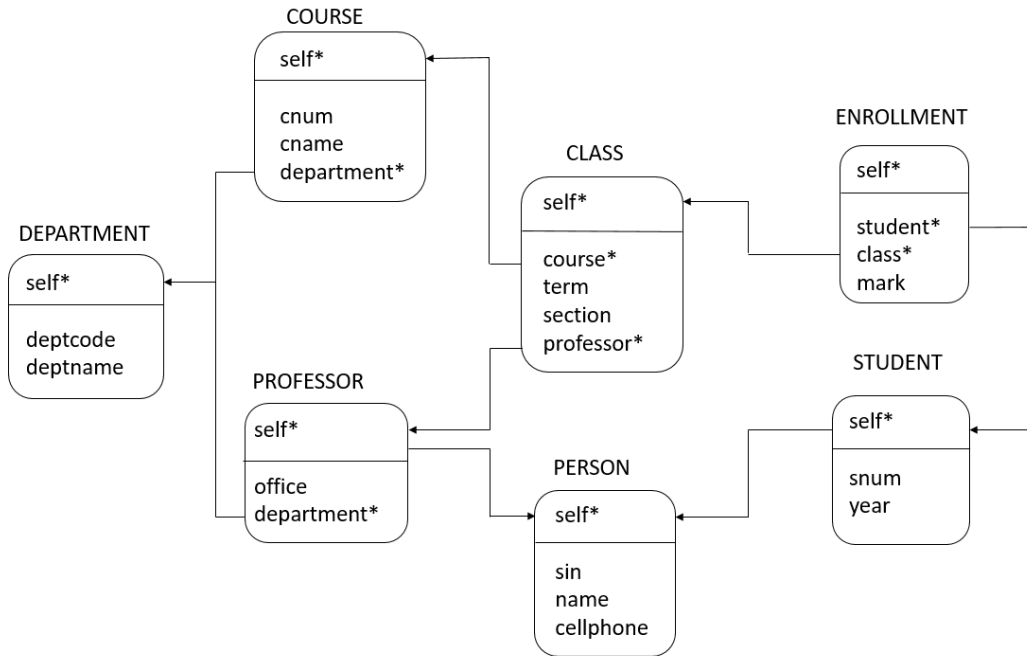 COURSE
self*
cnum
cname
department*
ENROLLMENT
self*
student*
class*
mark
CLASS
self*
course*
term
section
professor*
DEPARTMENT
self*
deptcode
deptname
PROFESSOR
self*
office
department*
STUDENT
self*
snum
year
PERSON
self*
sin
name
cellphone